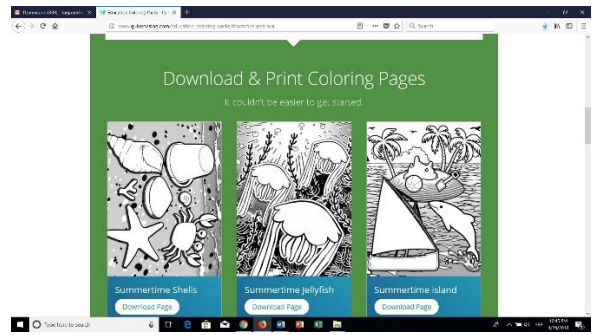 Search
Download & Print Coloring Pages
It couldn't be easier to get started.
Summertime Shells
Summertime Jellyfish
Summertime island
Download Page
Download Page
Download Page
Type here to search